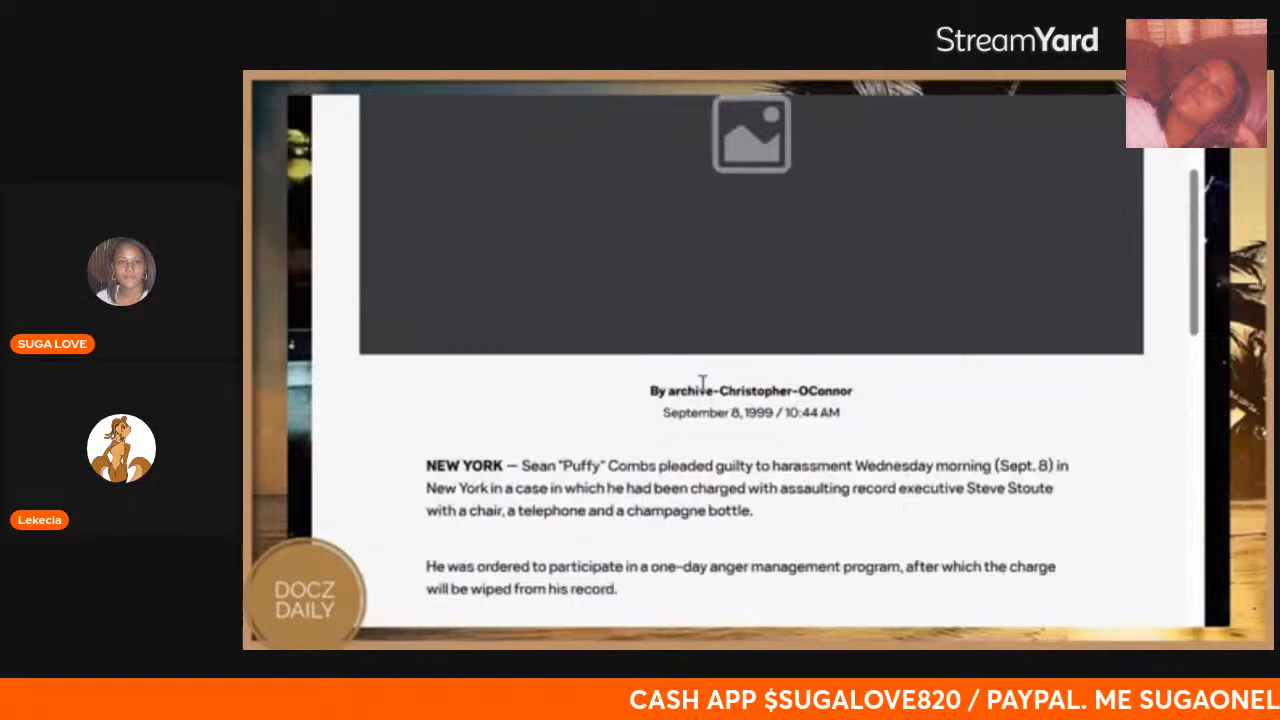 StreamYard
SUGA LOVE
Lekecia
By archive-Christopher-OConnor
September 8, 1999 / 10:44 AM
NEW YORK — Sean "Puffy" Combs pleaded guilty to harassment Wednesday morning (Sept. 8) in
New York in a case in which he had been charged with assaulting record executive Steve Stoute
with a chair, a telephone and a champagne bottle.
He was ordered to participate in a one-day anger management program, after which the charge
will be wiped from his record.
DOCZ
DAILY
CASH APP $SUGALOVE820 / PAYPAL. ME SUGAONEL